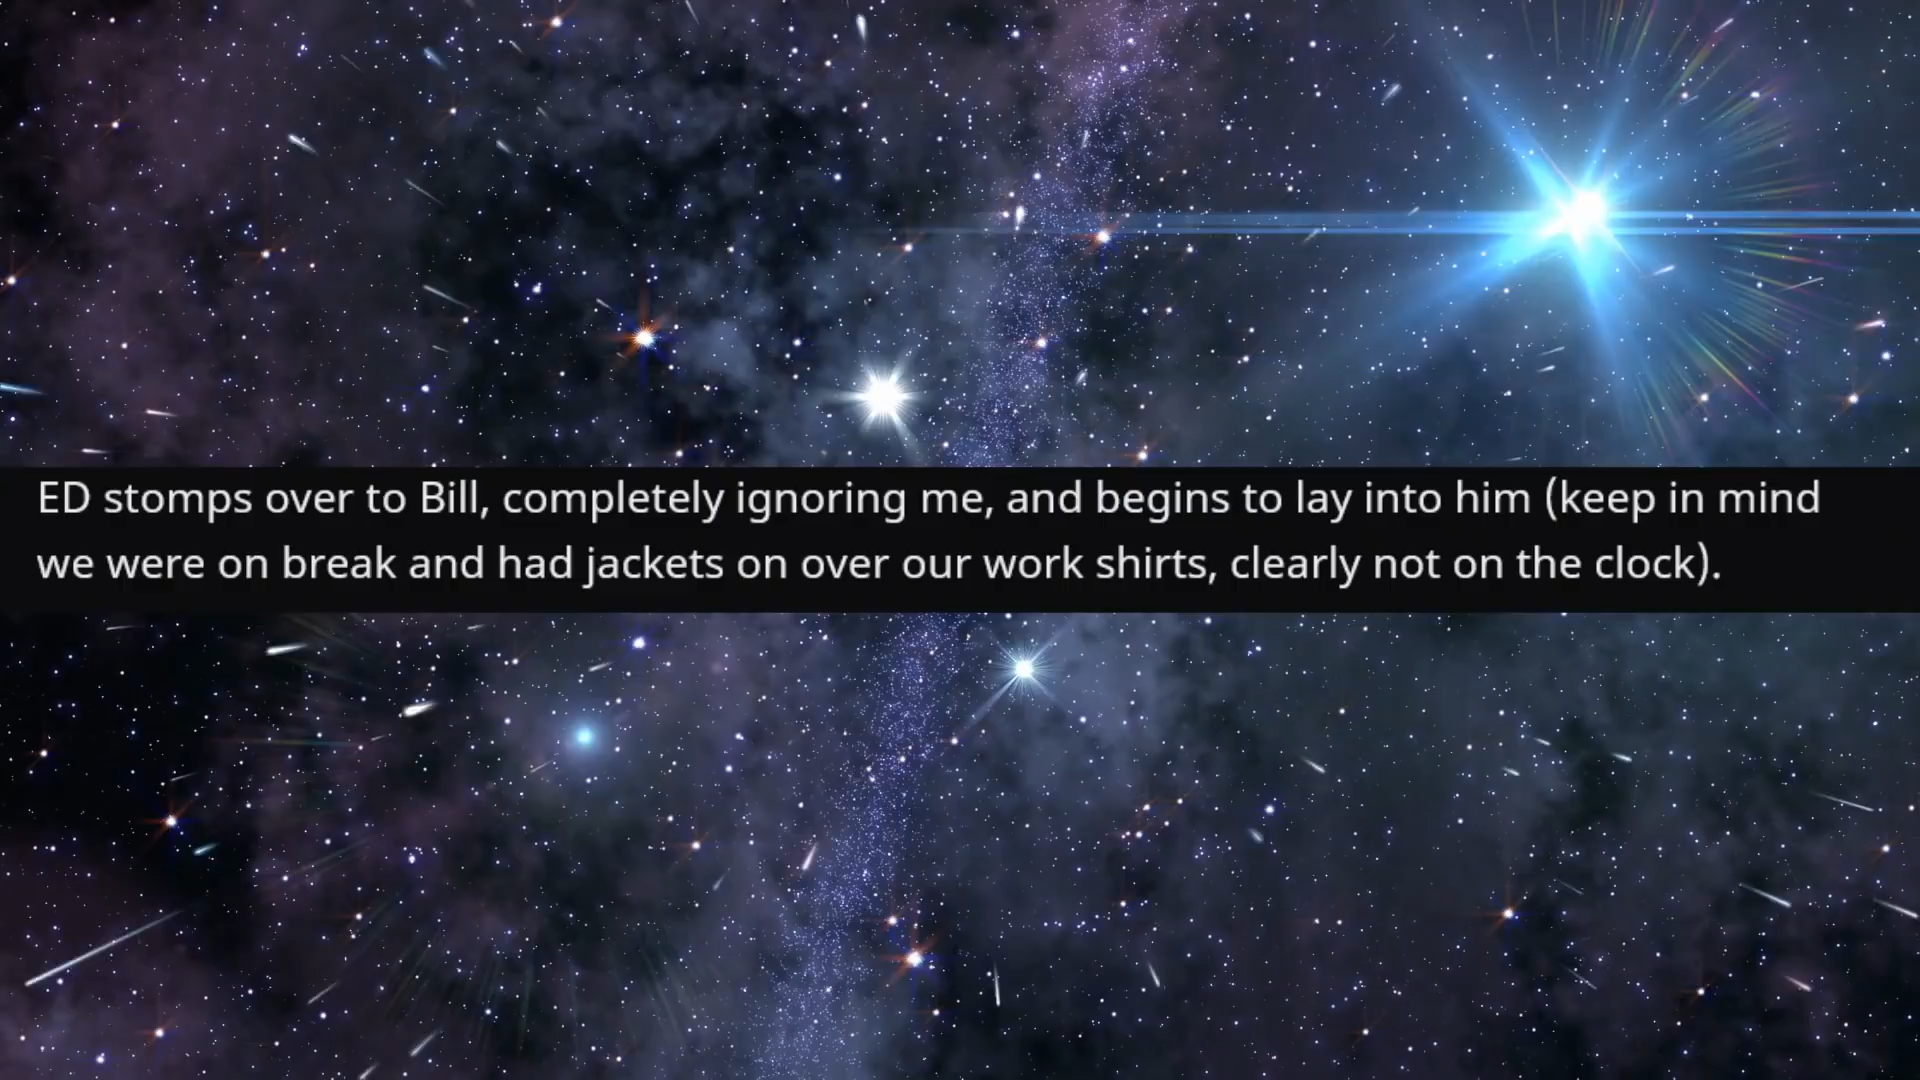 ED stomps over to Bill, completely ignoring me, and begins to lay into him (keep in mind
we were on break and had jackets on over our work shirts, clearly not on the clock).